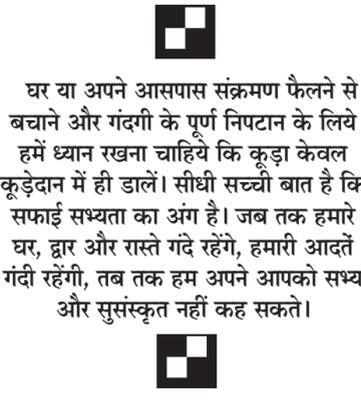 घर या अपने आसपास संक्रमण फैलने से
बचाने और गंदगी के पूर्ण निपटान के लिये
हमें ध्यान रखना चाहिये कि कूड़ा केवल
कूड़ेदान में ही डालें। सीधी सच्ची बात है कि
सफाई सभ्यता का अंग है। जब तक हमारे
घर, द्वार और रास्ते गंदे रहेंगे, हमारी आदतें
गंदी रहेंगी, तब तक हम अपने आपको सभ्य
और सुसंस्कृत नहीं कह सकते।